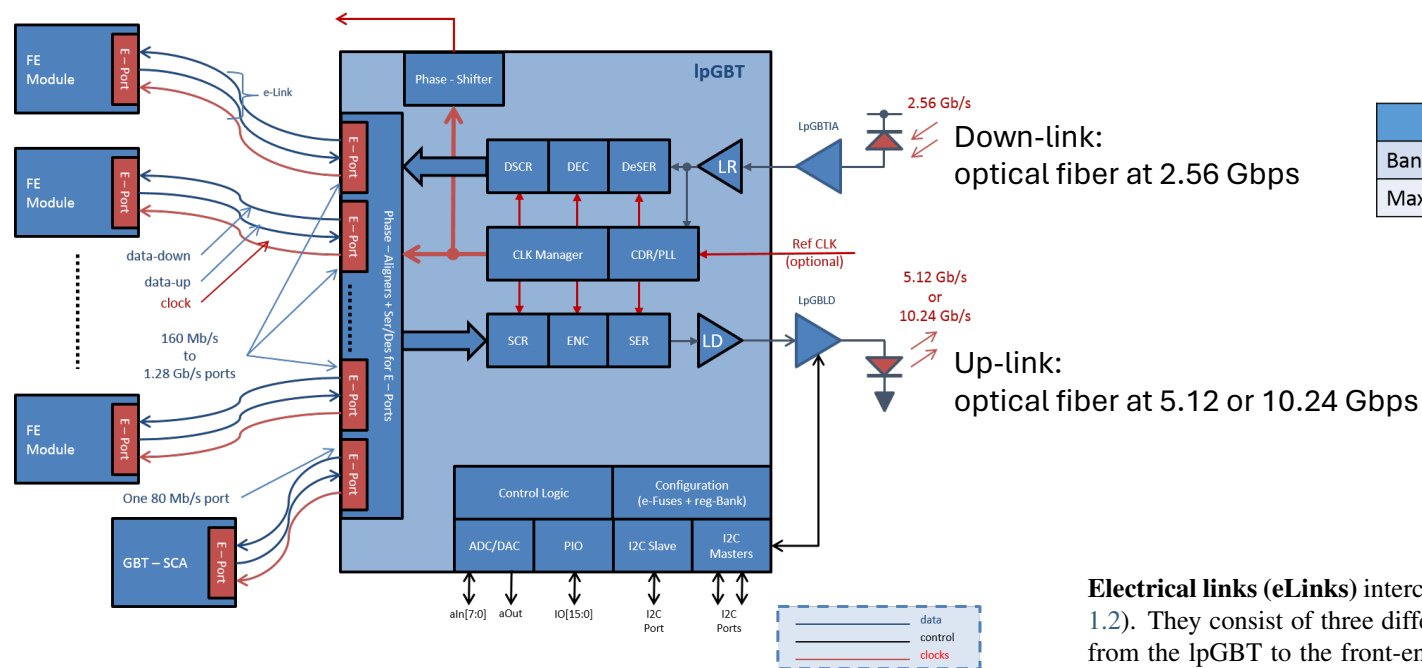 FE
Module
E – Port
e-Link
FE
Module
E – Port
data-down
data-up
clock
160 Mb/s
to
1.28 Gb/s ports
FE
Module
E – Port
One 80 Mb/s port
GBT – SCA
E – Port
E – Port
E – Port
E – Port
E – Port
Phase – Aligners + Ser/Des for E – Ports
Phase - Shifter
lpGBT
DSCR
DEC
DeSER
LR
CLK Manager
CDR/PLL
SCR
ENC
SER
LD
Control Logic
Configuration
(e-Fuses + reg-Bank)
ADC/DAC
PIO
I2C Slave
I2C
Masters
aIn[7:0]
aOut
IO[15:0]
I2C
Port
I2C
Ports
LpGBTIA
2.56 Gb/s
Down-link:
optical fiber at 2.56 Gbps
Ref CLK
(optional)
LpGBLD
5.12 Gb/s
or
10.24 Gb/s
Up-link:
optical fiber at 5.12 or 10.24 Gbps
data
control
clocks
Electrical links (eLinks)
1.2). They consist of three
from the lpGBT to the